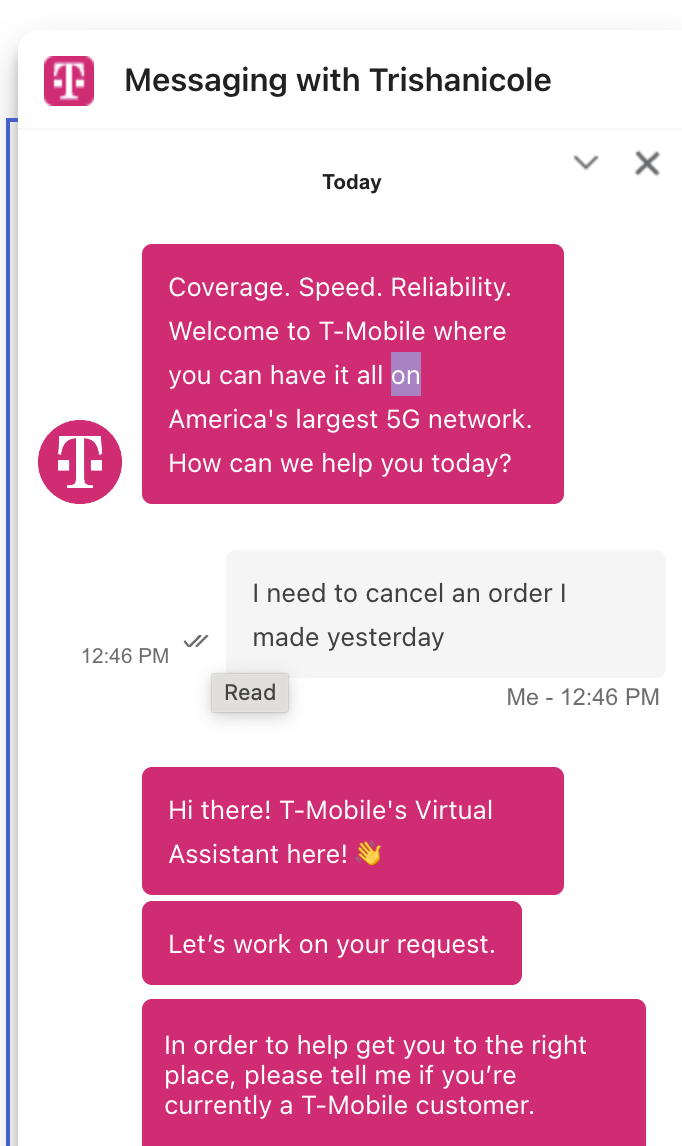 Messaging with Trishanicole
Today
Coverage. Speed. Reliability.
Welcome to T-Mobile where
you can have it all on
America's largest 5G network.
How can we help you today?
I need to cancel an order I
made yesterday
12:46 PM
Read
Me - 12:46 PM
Hi there! T-Mobile's Virtual
Assistant here! 👋
Let’s work on your request.
In order to help get you to the right
place, please tell me if you’re
currently a T-Mobile customer.